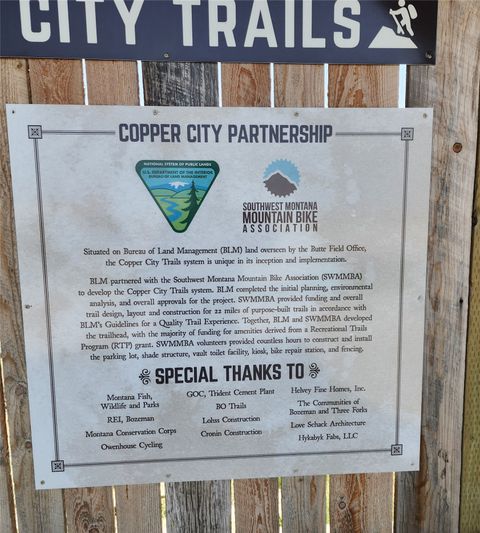 CITY TRAILS
COPPER CITY PARTNERSHIP
NATIONAL SYSTEM OF PUBLIC LANDS
U.S. DEPARTMENT OF THE INTERIOR
BUREAU OF LAND MANAGEMENT
SOUTHWEST MONTANA
MOUNTAIN BIKE
ASSOCIATION
Situated on Bureau of Land Management (BLM) land overseen by the Butte Field Office,
the Copper City Trails system is unique in its inception and implementation.
BLM partnered with the Southwest Montana Mountain Bike Association (SWMMBA)
to develop the Copper City Trails system. BLM completed the initial planning, environmental
analysis, and overall approvals for the project. SWMMBA provided funding and overall
trail design, layout and construction for 22 miles of purpose-built trails in accordance with
BLM's Guidelines for a Quality Trail Experience. Together, BLM and SWMMBA developed
the trailhead, with the majority of funding for amenities derived from a Recreational Trails
Program (RTP) grant. SWMMBA volunteers provided countless hours to construct and install
the parking lot, shade structure, vault toilet facility, kiosk, bike repair station, and fencing.
SPECIAL THANKS TO
Montana Fish,
Wildlife and Parks
REI, Bozeman
Montana Conservation Corps
Owenhouse Cycling
GOC, Trident Cement Plant
BO Trails
Lohss Construction
Cronin Construction
Helvey Fine Homes, Inc.
The Communities of
Bozeman and Three Forks
Love Schack Architecture
Hykabyk Fabs, LLC